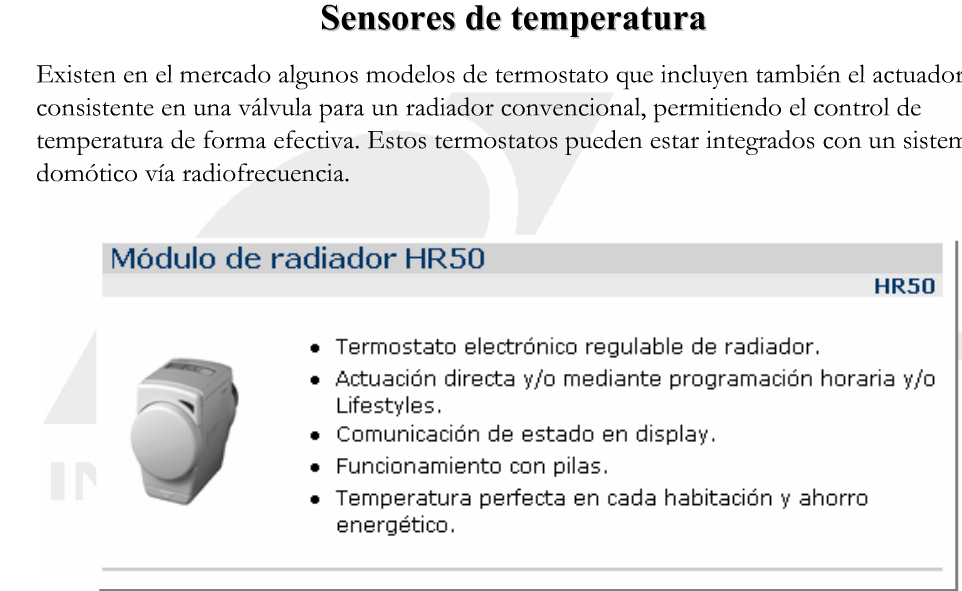 Sensores de temperatura
Existen en el mercado algunos modelos de termostato que incluyen también el actuador
consistente en una válvula para un radiador convencional, permitiendo el control de
temperatura de forma efectiva. Estos termostatos pueden estar integrados con un sistem
domótico vía radiofrecuencia.
Módulo de radiador HR50
HR50
• Termostato electrónico regulable de radiador.
• Actuación directa y/o mediante programación horaria y/o
Lifestyles.
• Comunicación de estado en display.
• Funcionamiento con pilas.
• Temperatura perfecta en cada habitación y ahorro
energético.
IN